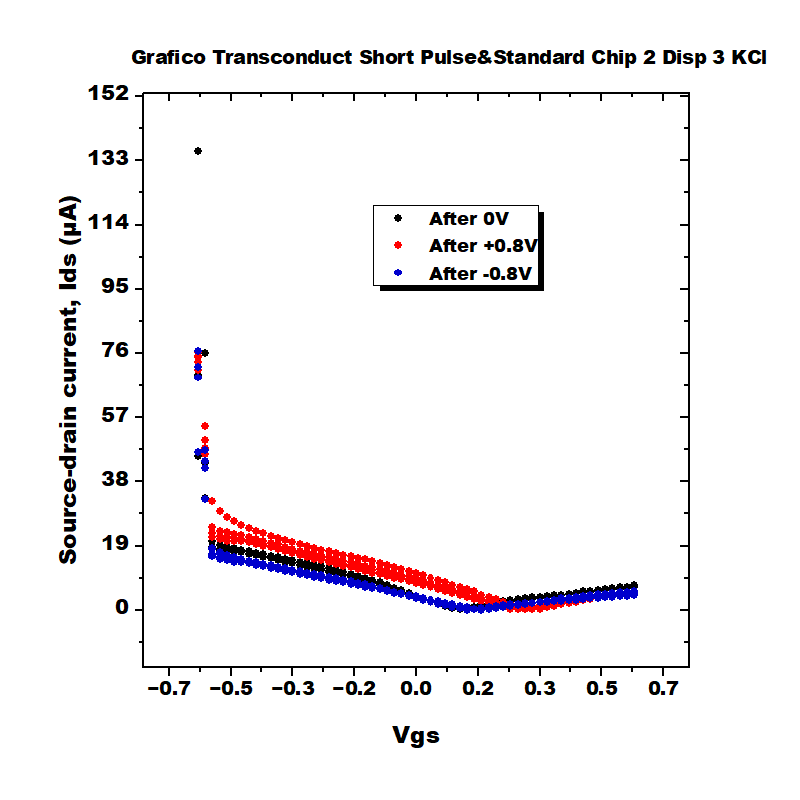 Grafico Transconduct Short Pulse&Standard Chip 2 Disp 3 KCl
152
133
114
95
76
57
38
19
0
Source-drain current, Ids (μA)
After 0V
After +0.8V
After -0.8V
−0.7 −0.5 −0.3 −0.2 0.0 0.2 0.3 0.5 0.7
Vgs